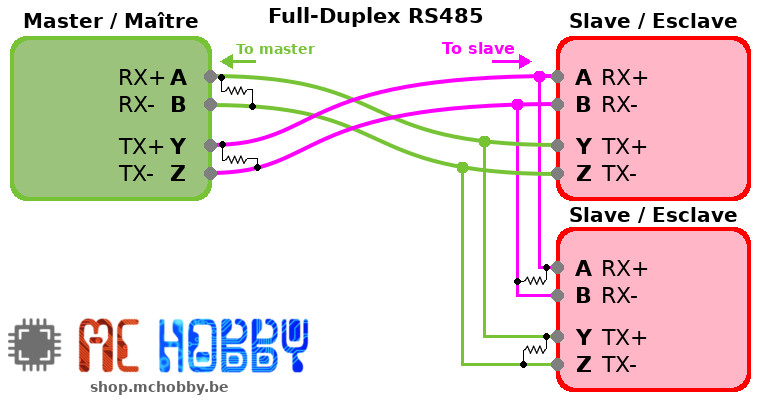 Full-Duplex RS485
Master / Maître
Slave / Esclave
To master
To slave
RX+ A
RX- B
TX+ Y
TX- Z
A RX+
B RX-
Y TX+
Z TX-
Slave / Esclave
A RX+
B RX-
Y TX+
Z TX-
MC HOBBY
shop.mchobby.be